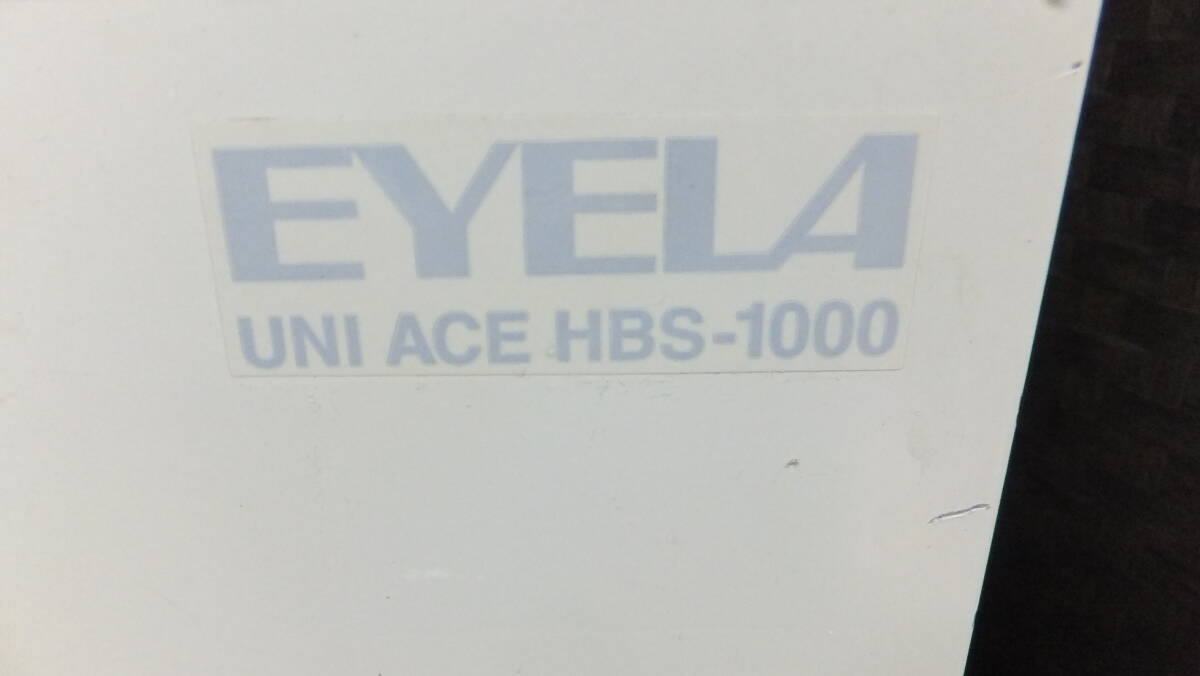 EYELA
UNI ACE HBS-1000